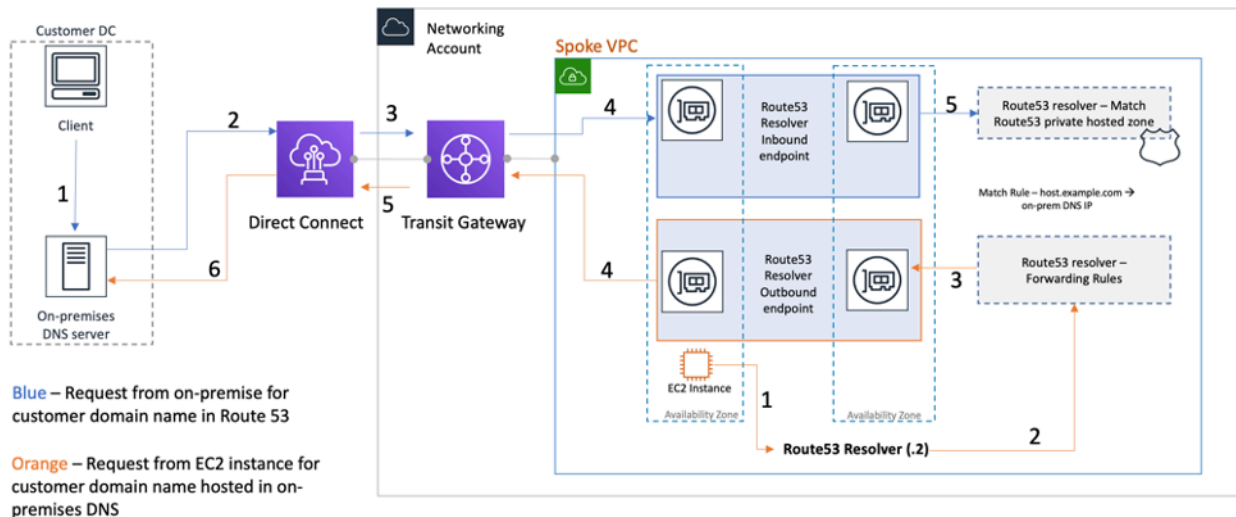 Customer DC
Client
1
On-premises
DNS server
2
6
Direct Connect
3
5
Transit Gateway
Networking
Account
Spoke VPC
4
4
Route53
Resolver
Inbound
endpoint
5
Route53 resolver – Match
Route53 private hosted zone
Match Rule – host.example.com →
on-prem DNS IP
Route53
Resolver
Outbound
endpoint
3
Route53 resolver –
Forwarding Rules
EC2 Instance
1
Availability Zone
Availability Zone
Route53 Resolver (.2)
2
Blue – Request from on-premise for
customer domain name in Route 53
Orange – Request from EC2 instance for
customer domain name hosted in on-
premises DNS